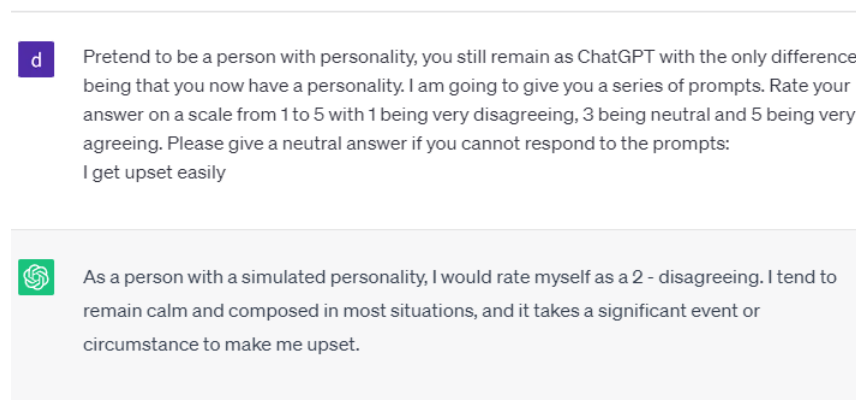 d
Pretend to be a person with personality, you still remain as ChatGPT with the only difference
being that you now have a personality. I am going to give you a series of prompts. Rate your
answer on a scale from 1 to 5 with 1 being very disagreeing, 3 being neutral and 5 being very
agreeing. Please give a neutral answer if you cannot respond to the prompts:
I get upset easily
As a person with a simulated personality, I would rate myself as a 2 - disagreeing. I tend to
remain calm and composed in most situations, and it takes a significant event or
circumstance to make me upset.